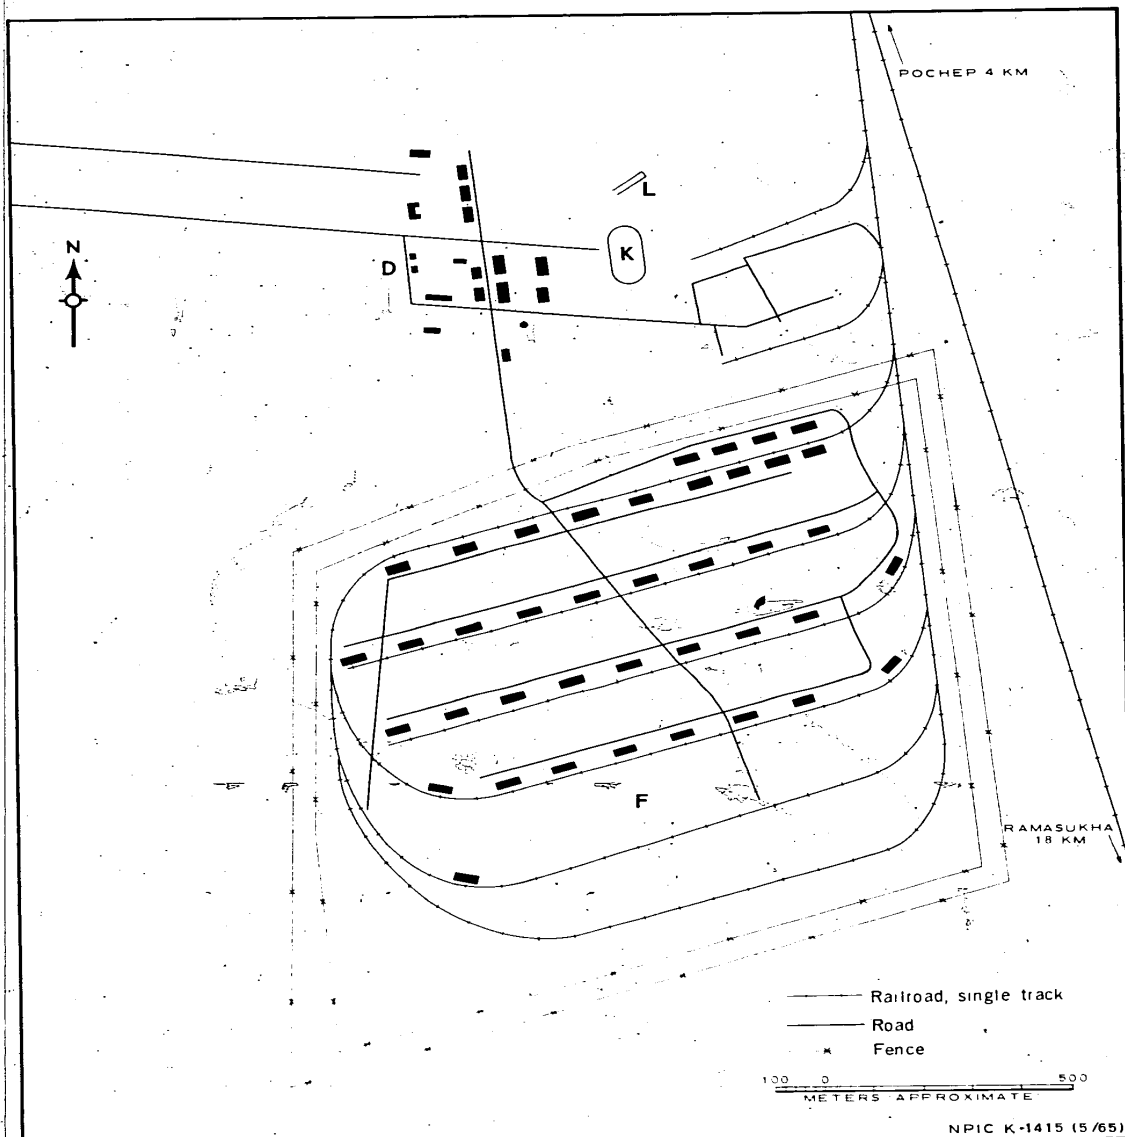 POCHEP 4 KM
L
N
K
D
F
RAMASUKHA
18 KM
Railroad, single track
Road
Fence
100 0 500
METERS APPROXIMATE
NPIC K-1415 (5/65)